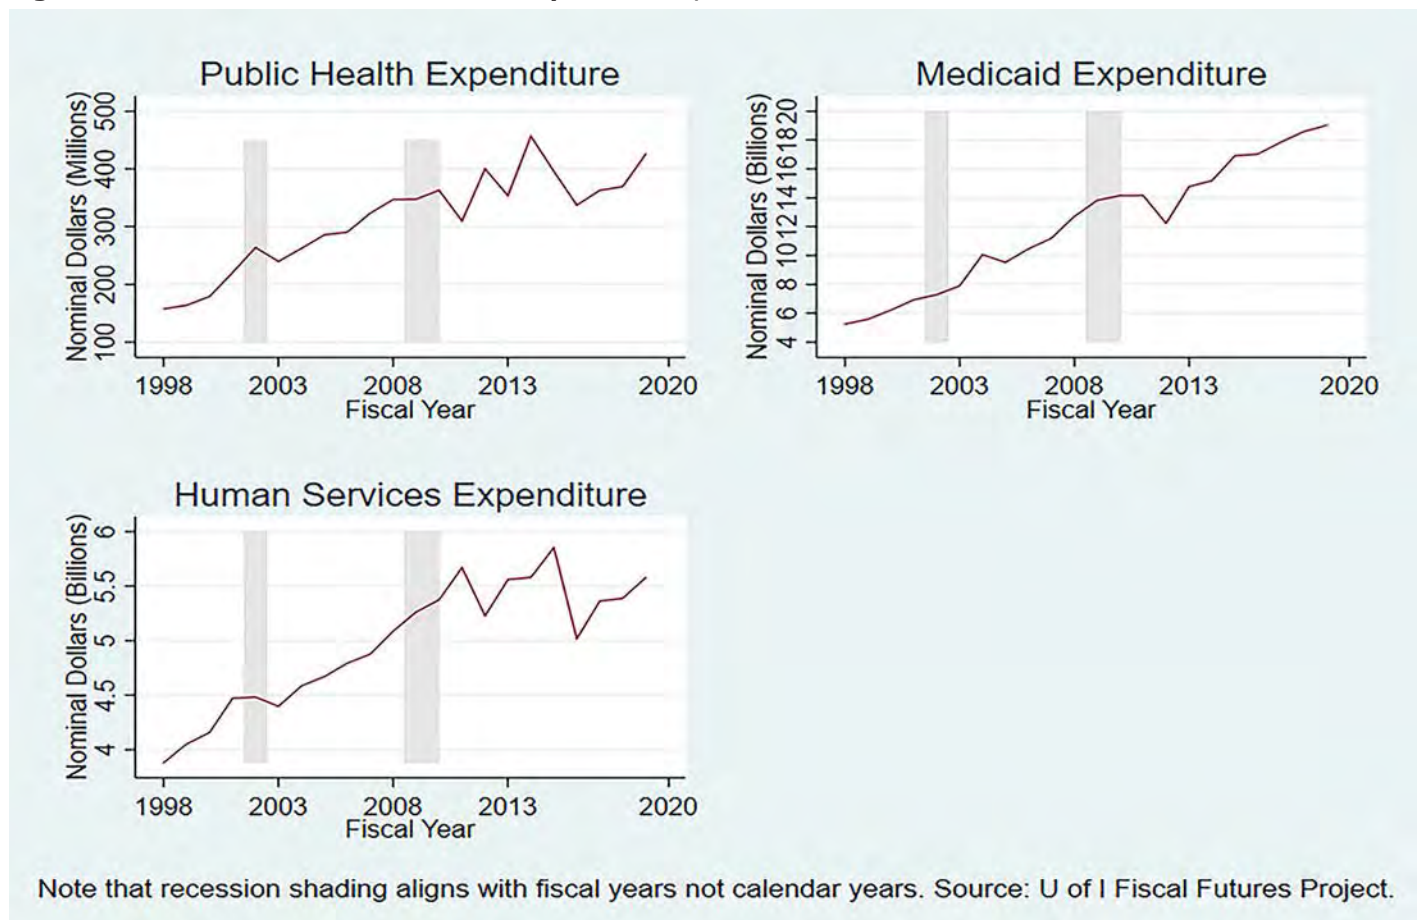 Public Health Expenditure
Nominal Dollars (Millions)
500
400
300
200
100
1998 2003 2008 2013 2020
Fiscal Year
Medicaid Expenditure
Nominal Dollars (Billions)
20
18
16
14
12
10
8
6
4
1998 2003 2008 2013 2020
Fiscal Year
Human Services Expenditure
Nominal Dollars (Billions)
6
5.5
5
4.5
4
1998 2003 2008 2013 2020
Fiscal Year
Note that recession shading aligns with fiscal years not calendar years. Source: U of I Fiscal Futures Project.